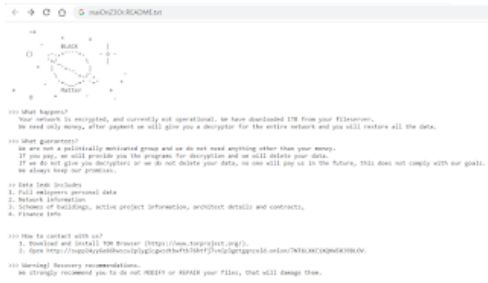 maiOnZ3Or.README.txt
BLACK
Matter
>>> What happens?
Your network is encrypted, and currently not operational. We have downloaded 1TB from your fileserver.
We need only money, after payment we will give you a decryptor for the entire network and you will restore all the data.
>>> What guarantees?
We are not a politically motivated group and we do not need anything other than your money.
If you pay, we will provide you the programs for decryption and we will delete your data.
If we do not give you decrypters or we do not delete your data, no one will pay us in the future, this does not comply with our goals.
We always keep our promises.
>> Data leak includes
1. Full emloyeers personal data
2. Network information
3. Schemes of buildings, active project information, architect details and contracts,
4. Finance info
>>> How to contact with us?
1. Download and install TOR Browser (https://www.torproject.org/).
2. Open
>>> Warning! Recovery recommendations.
We strongly recommend you to do not MODIFY or REPAIR your files, that will damage them.